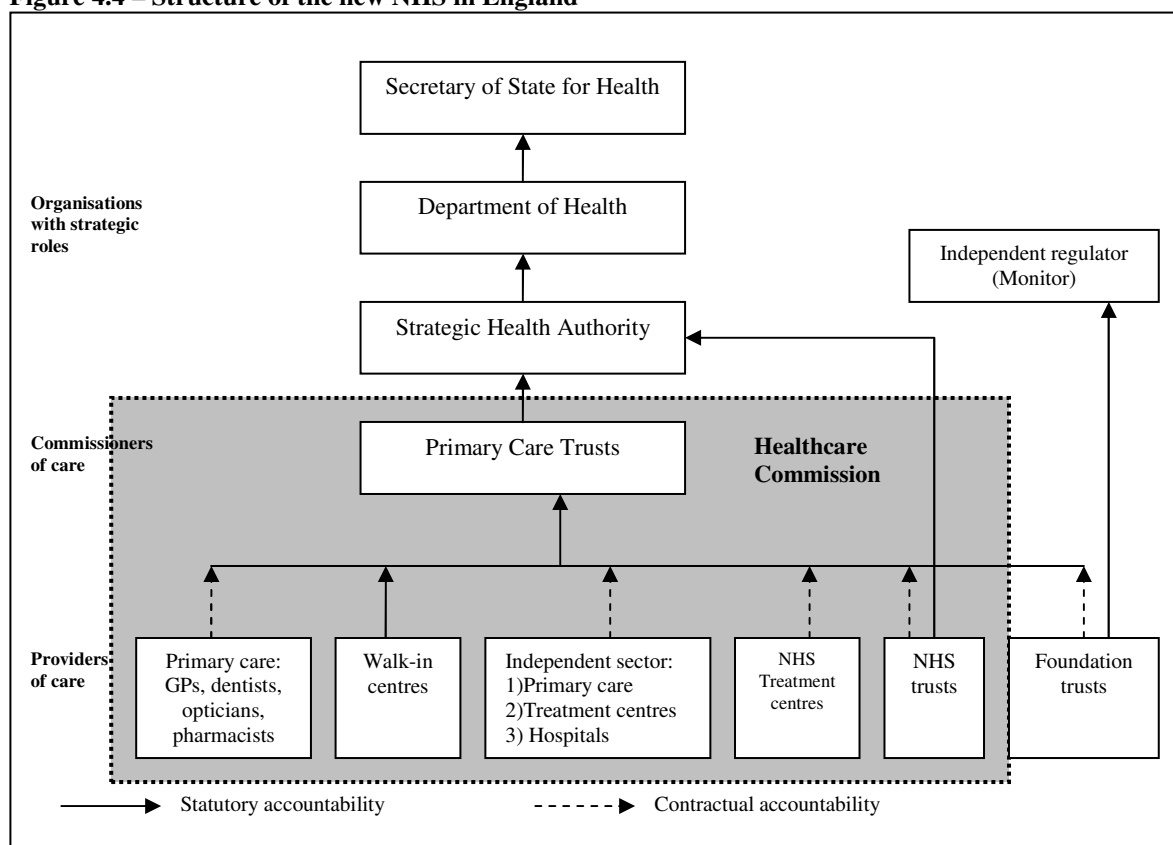 Figure 4.4 – Structure of the new NHS in England
Secretary of State for Health
Organisations
with strategic
roles
Department of Health
Independent regulator
(Monitor)
Strategic Health Authority
Commissioners
of care
Primary Care Trusts
Healthcare
Commission
Providers
of care
Primary care:
GPs, dentists,
opticians,
pharmacists
Walk-in
centres
Independent sector:
1)Primary care
2)Treatment centres
3) Hospitals
NHS
Treatment
centres
NHS
trusts
Foundation
trusts
Statutory accountability
Contractual accountability